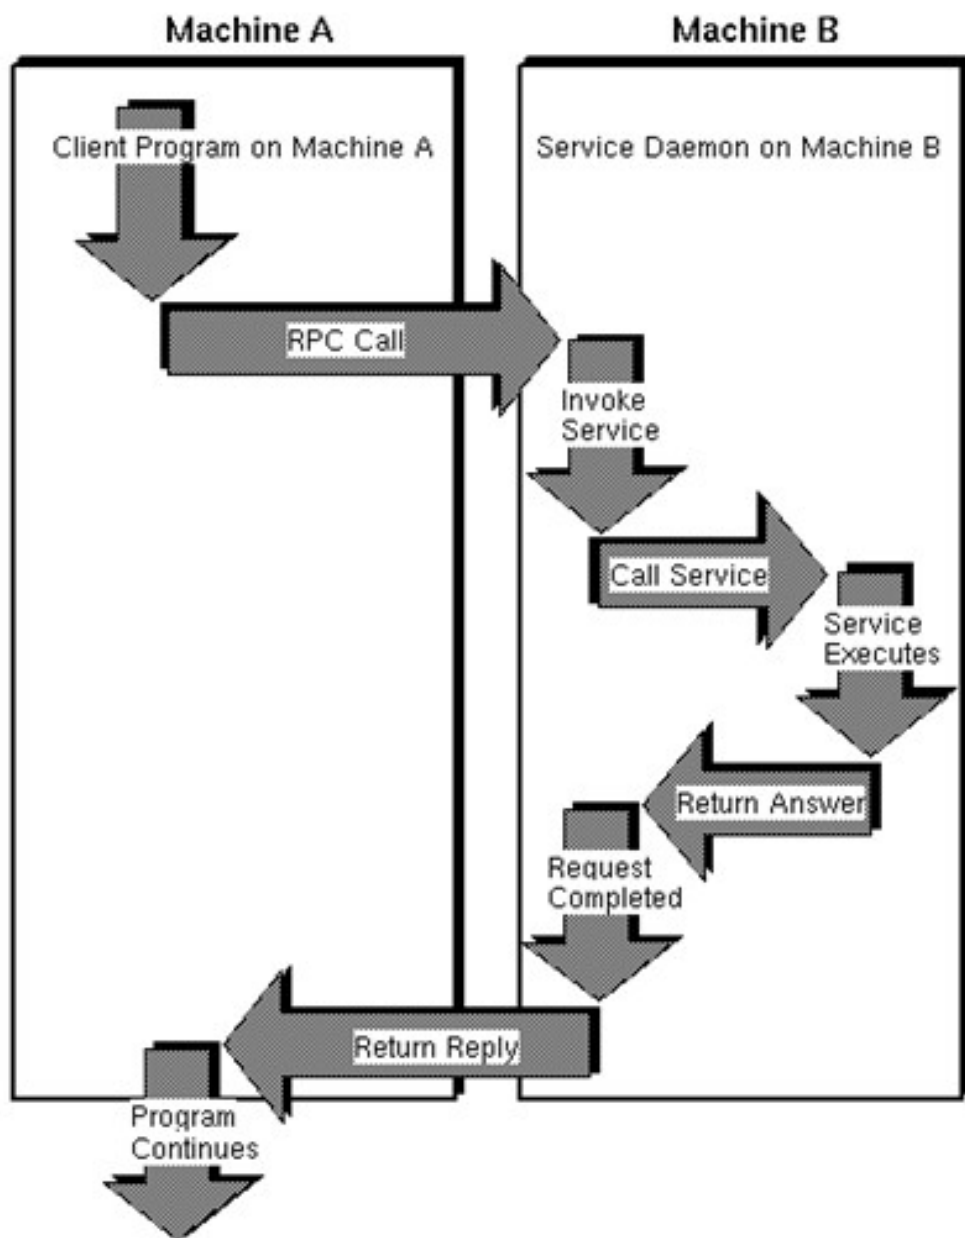 Machine A
Machine B
Client Program on Machine A
Service Daemon on Machine B
RPC Call
Invoke
Service
Call Service
Service
Executes
Return Answer
Request
Completed
Return Reply
Program
Continues